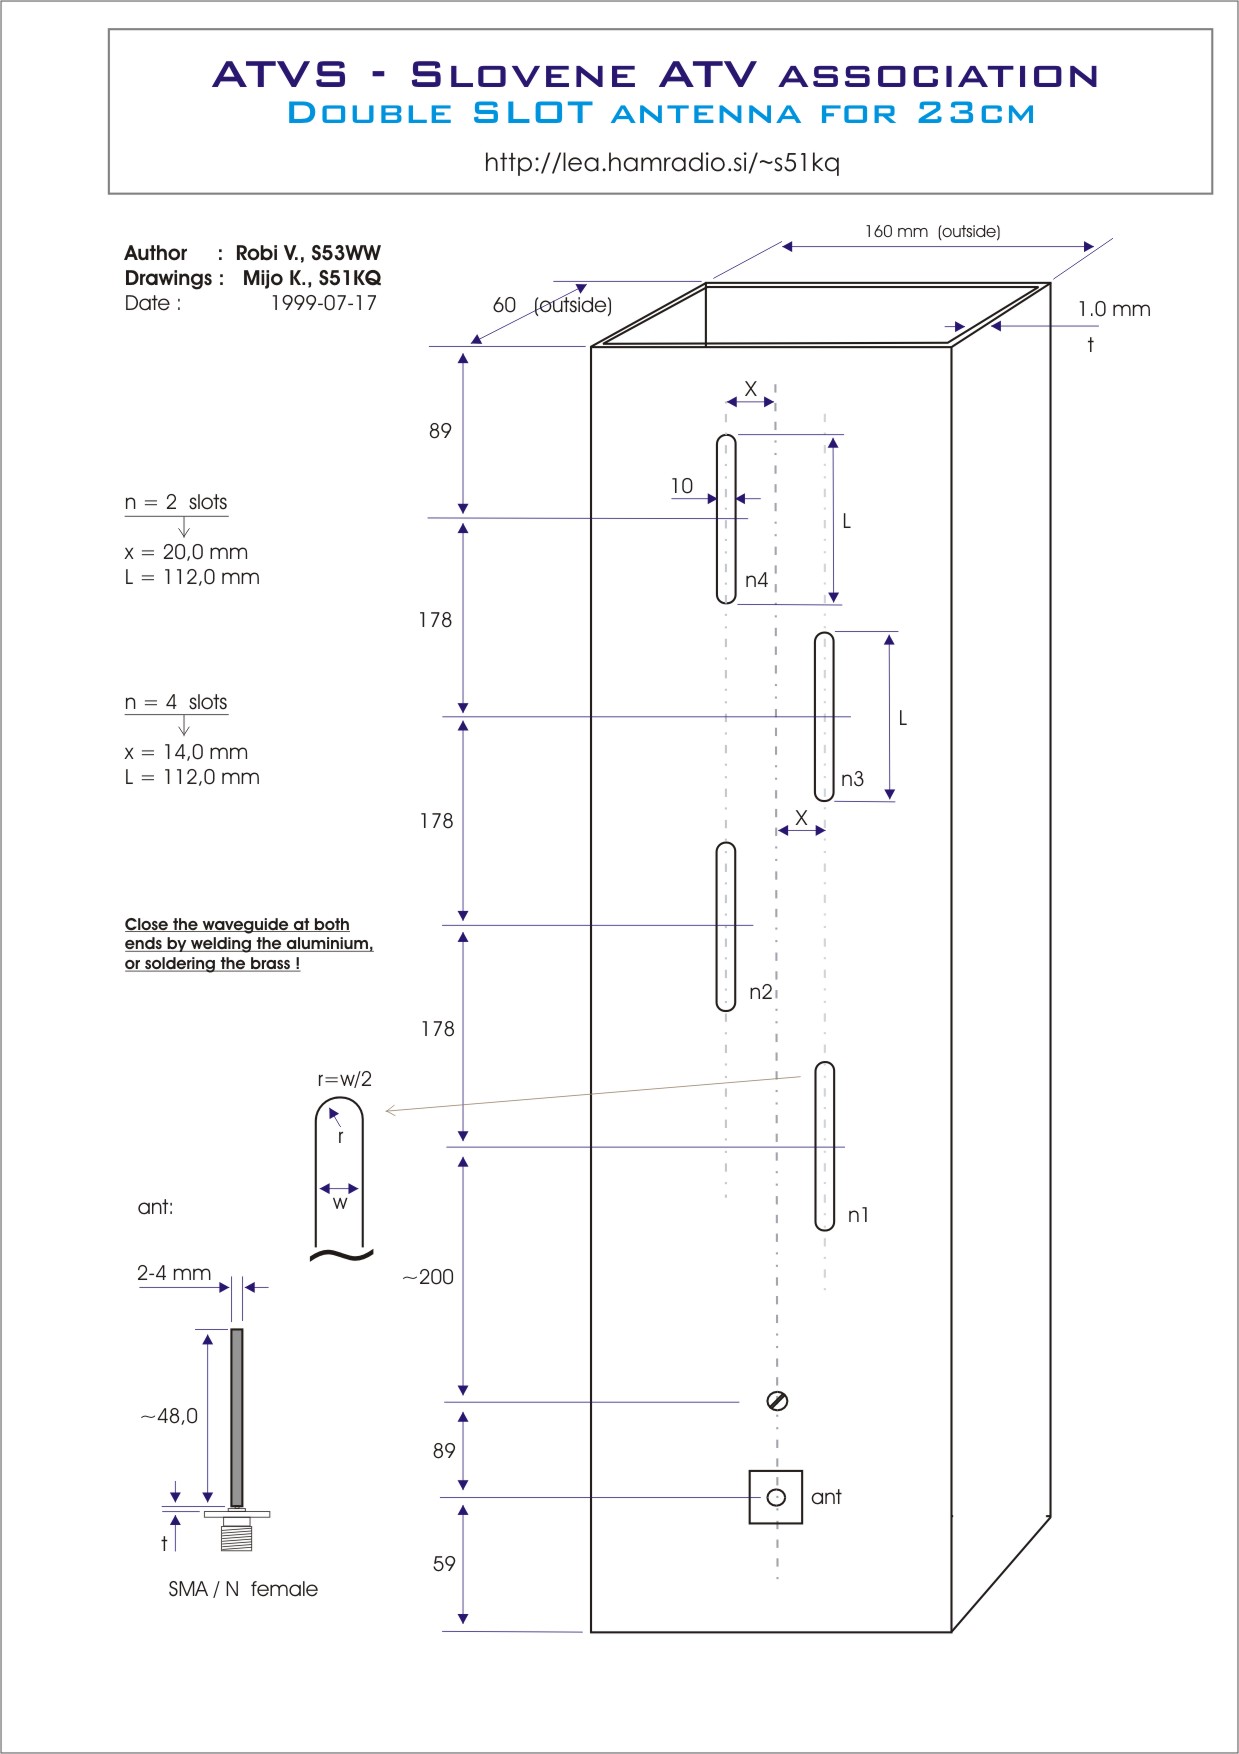 ATVS - SLOVENE ATV ASSOCIATION
DOUBLE SLOT ANTENNA FOR 23CM
http://lea.hamradio.si/~s51kq
160 mm (outside)
Author : Robi V., S53WW
Drawings : Mijo K., S51KQ
Date : 1999-07-17
60 (outside)
1.0 mm
t
X
89
10
L
n = 2 slots
x = 20,0 mm
L = 112,0 mm
n4
178
n = 4 slots
x = 14,0 mm
L = 112,0 mm
L
n3
X
178
Close the waveguide at both
ends by welding the aluminium,
or soldering the brass !
n2
178
r=w/2
r
w
ant:
n1
2-4 mm
~200
~48,0
89
ant
t
59
SMA / N female